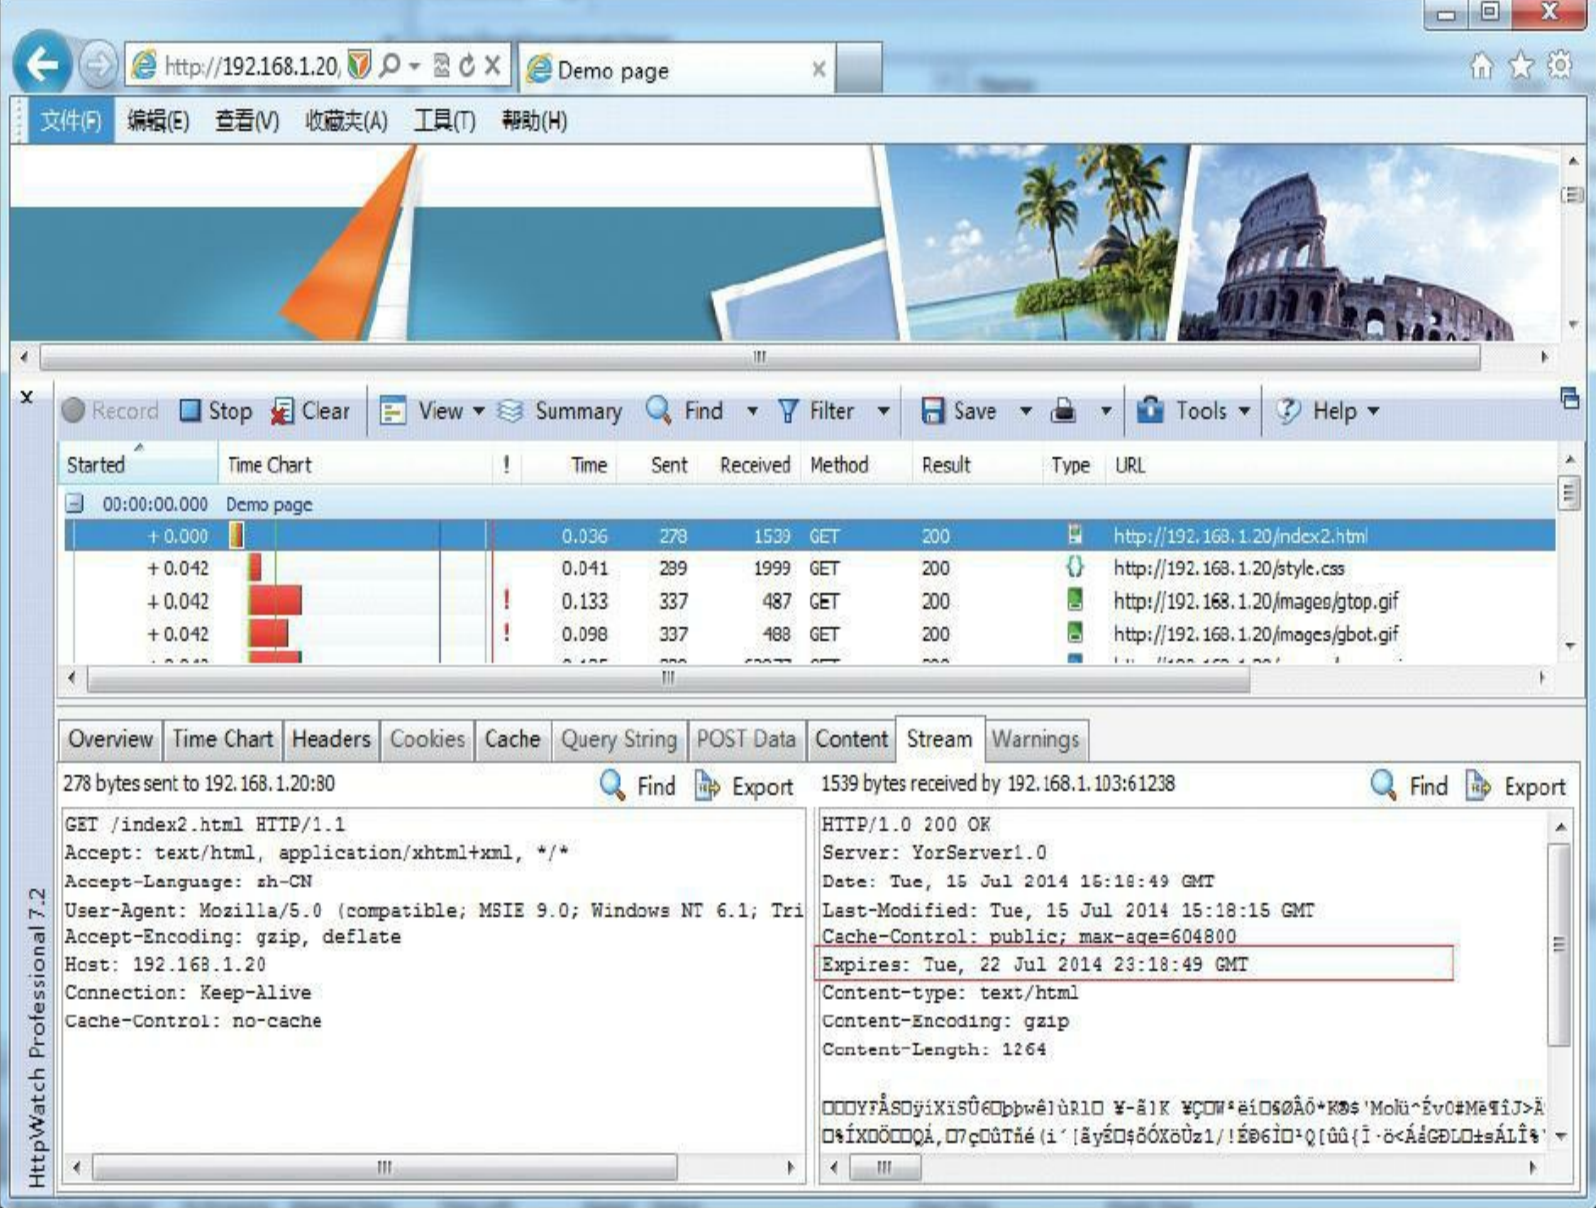 http://192.168.1.20/
Demo page
文件(F) 编辑(E) 查看(V) 收藏夹(A) 工具(T) 帮助(H)
Record Stop Clear View Summary Find Filter Save Tools Help
Started Time Chart ! Time Sent Received Method Result Type URL
00:00:00.000 Demo page
+ 0.000 0.036 278 1539 GET 200 http://192.168.1.20/index2.html
+ 0.042 0.041 289 1999 GET 200 http://192.168.1.20/style.css
+ 0.042 ! 0.133 337 487 GET 200 http://192.168.1.20/images/gtop.gif
+ 0.042 ! 0.098 337 488 GET 200 http://192.168.1.20/images/gbot.gif
Overview Time Chart Headers Cookies Cache Query String POST Data Content Stream Warnings
278 bytes sent to 192.168.1.20:80 Find Export
GET /index2.html HTTP/1.1
Accept: text/html, application/xhtml+xml, */*
Accept-Language: zh-CN
User-Agent: Mozilla/5.0 (compatible; MSIE 9.0; Windows NT 6.1; Tri
Accept-Encoding: gzip, deflate
Host: 192.168.1.20
Connection: Keep-Alive
Cache-Control: no-cache
1539 bytes received by 192.168.1.103:61238 Find Export
HTTP/1.0 200 OK
Server: YorServer1.0
Date: Tue, 15 Jul 2014 15:18:49 GMT
Last-Modified: Tue, 15 Jul 2014 15:18:15 GMT
Cache-Control: public; max-age=604800
Expires: Tue, 22 Jul 2014 23:18:49 GMT
Content-type: text/html
Content-Encoding: gzip
Content-Length: 1264
HttpWatch Professional 7.2